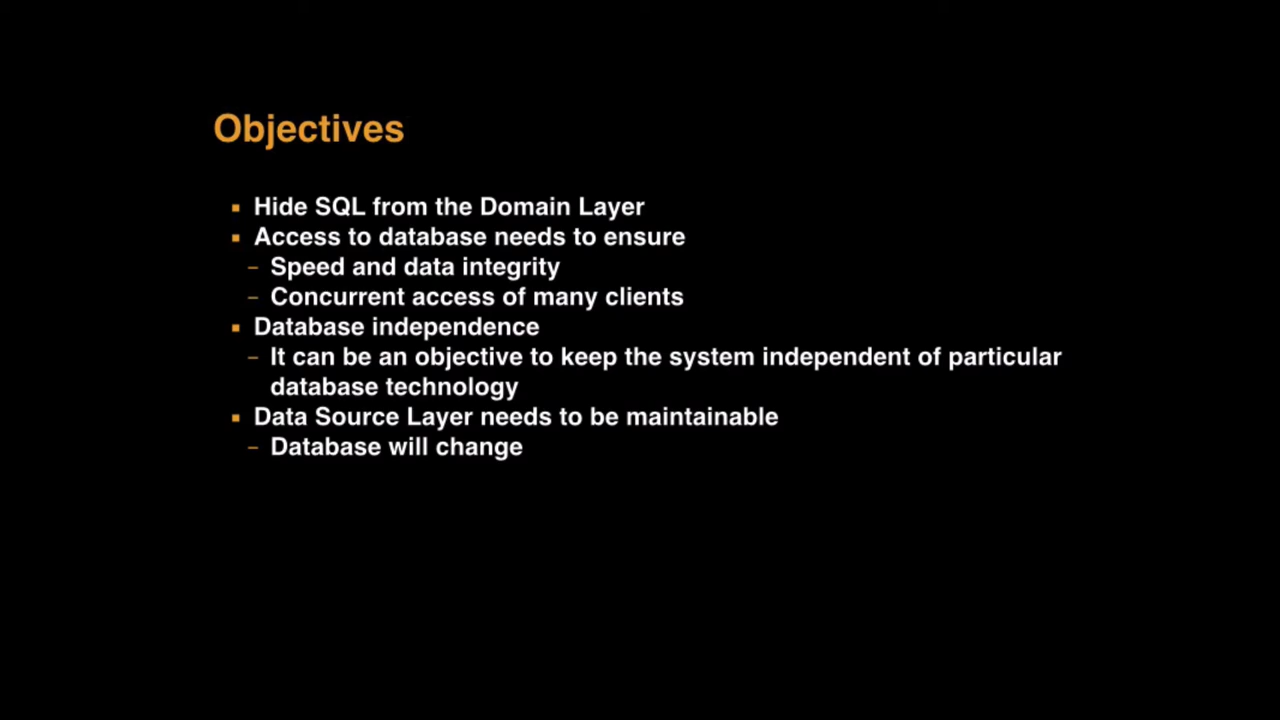 Objectives
▪ Hide SQL from the Domain Layer
▪ Access to database needs to ensure
– Speed and data integrity
– Concurrent access of many clients
▪ Database independence
– It can be an objective to keep the system independent of particular
database technology
▪ Data Source Layer needs to be maintainable
– Database will change